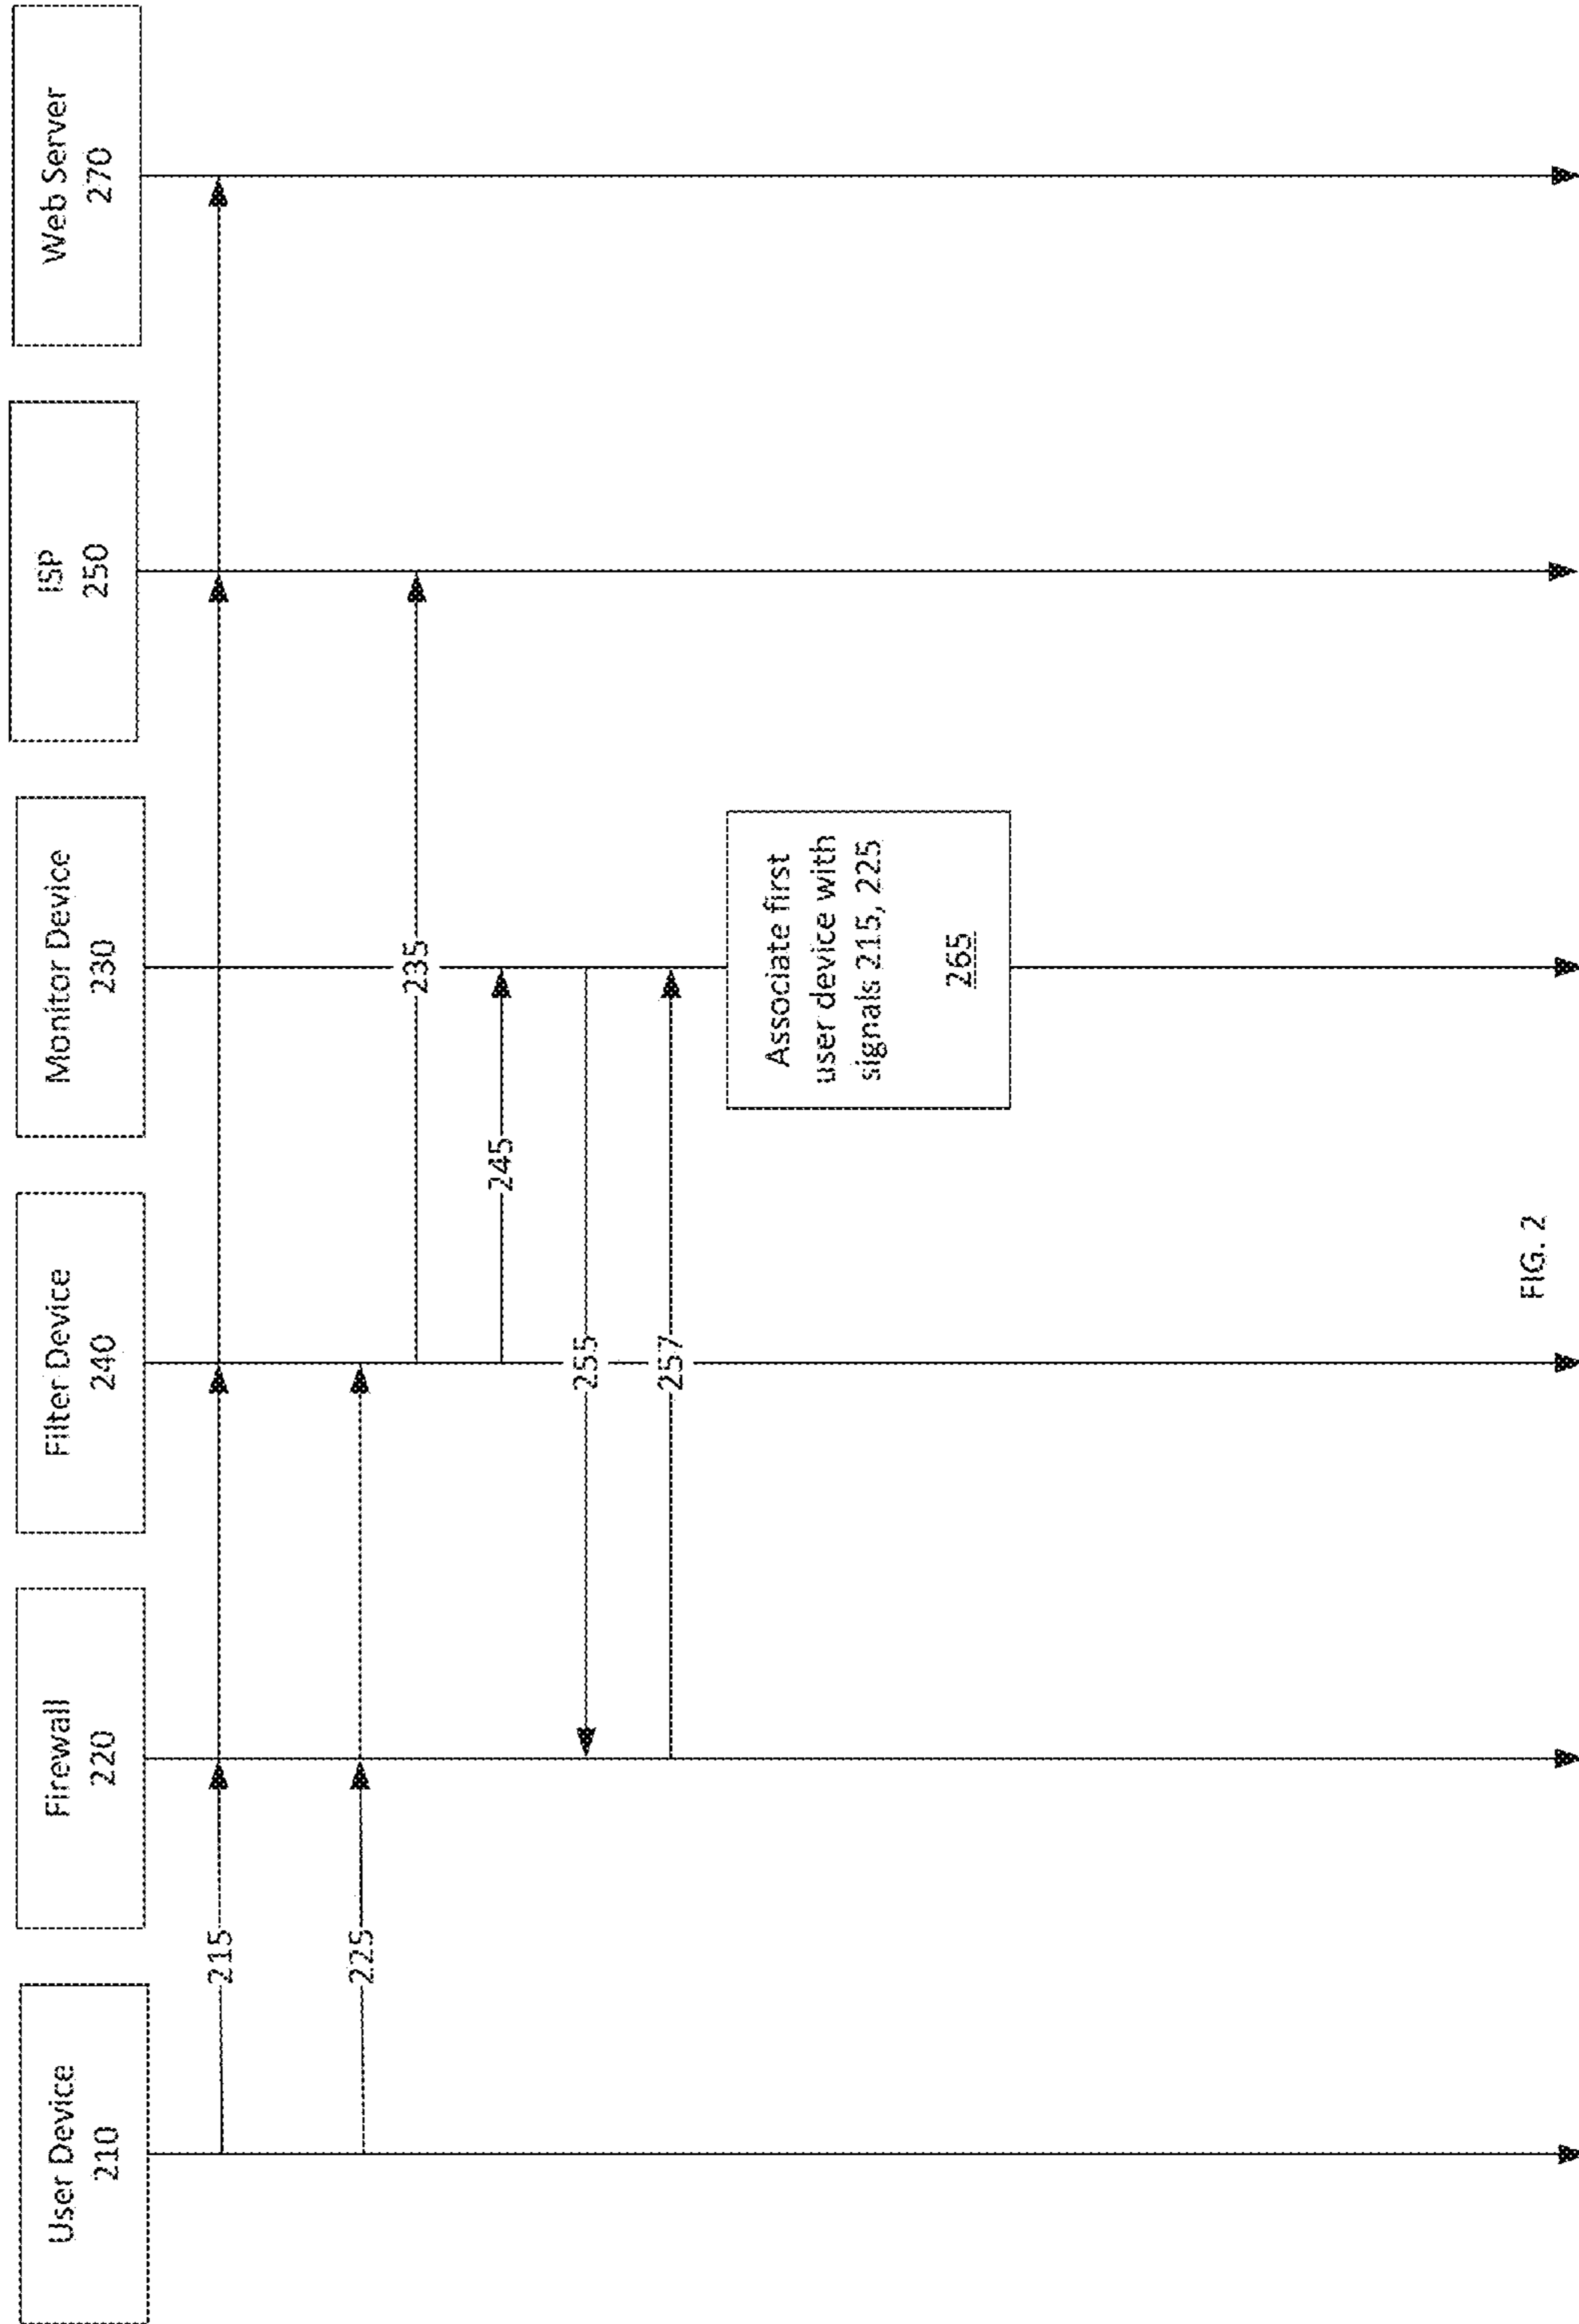 User Device
210
Firewall
220
Filter Device
240
Monitor Device
230
ISP
250
Web Server
270
215
225
235
245
255
257
Associate first
user device with
signals 215, 225
265
FIG. 2